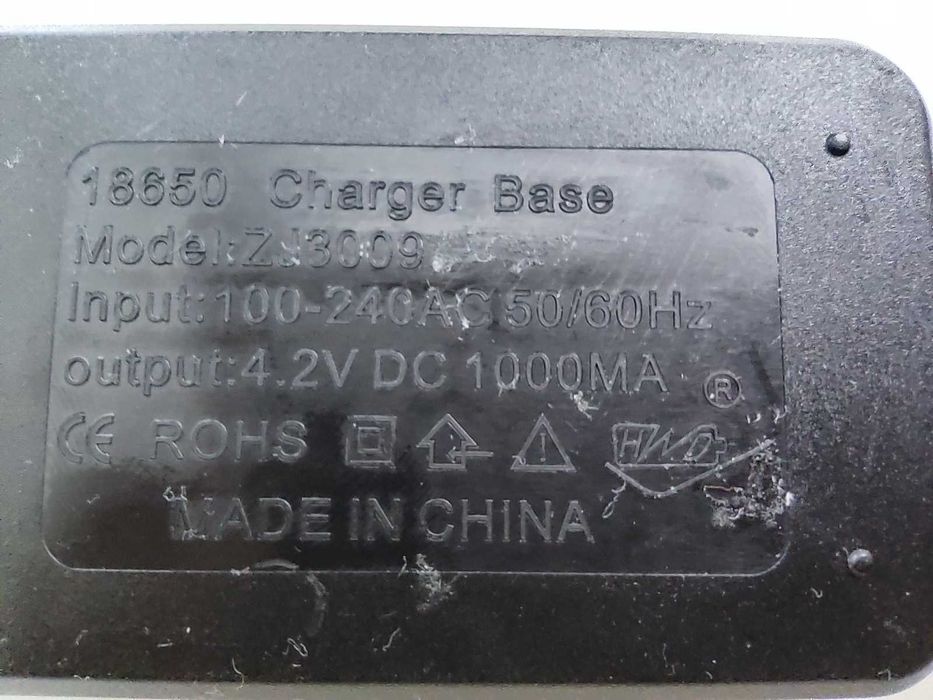 18650 Charger Base
Model:ZJ3009
Input:100-240AC 50/60Hz
output:4.2V DC 1000MA
®
CE ROHS
MADE IN CHINA